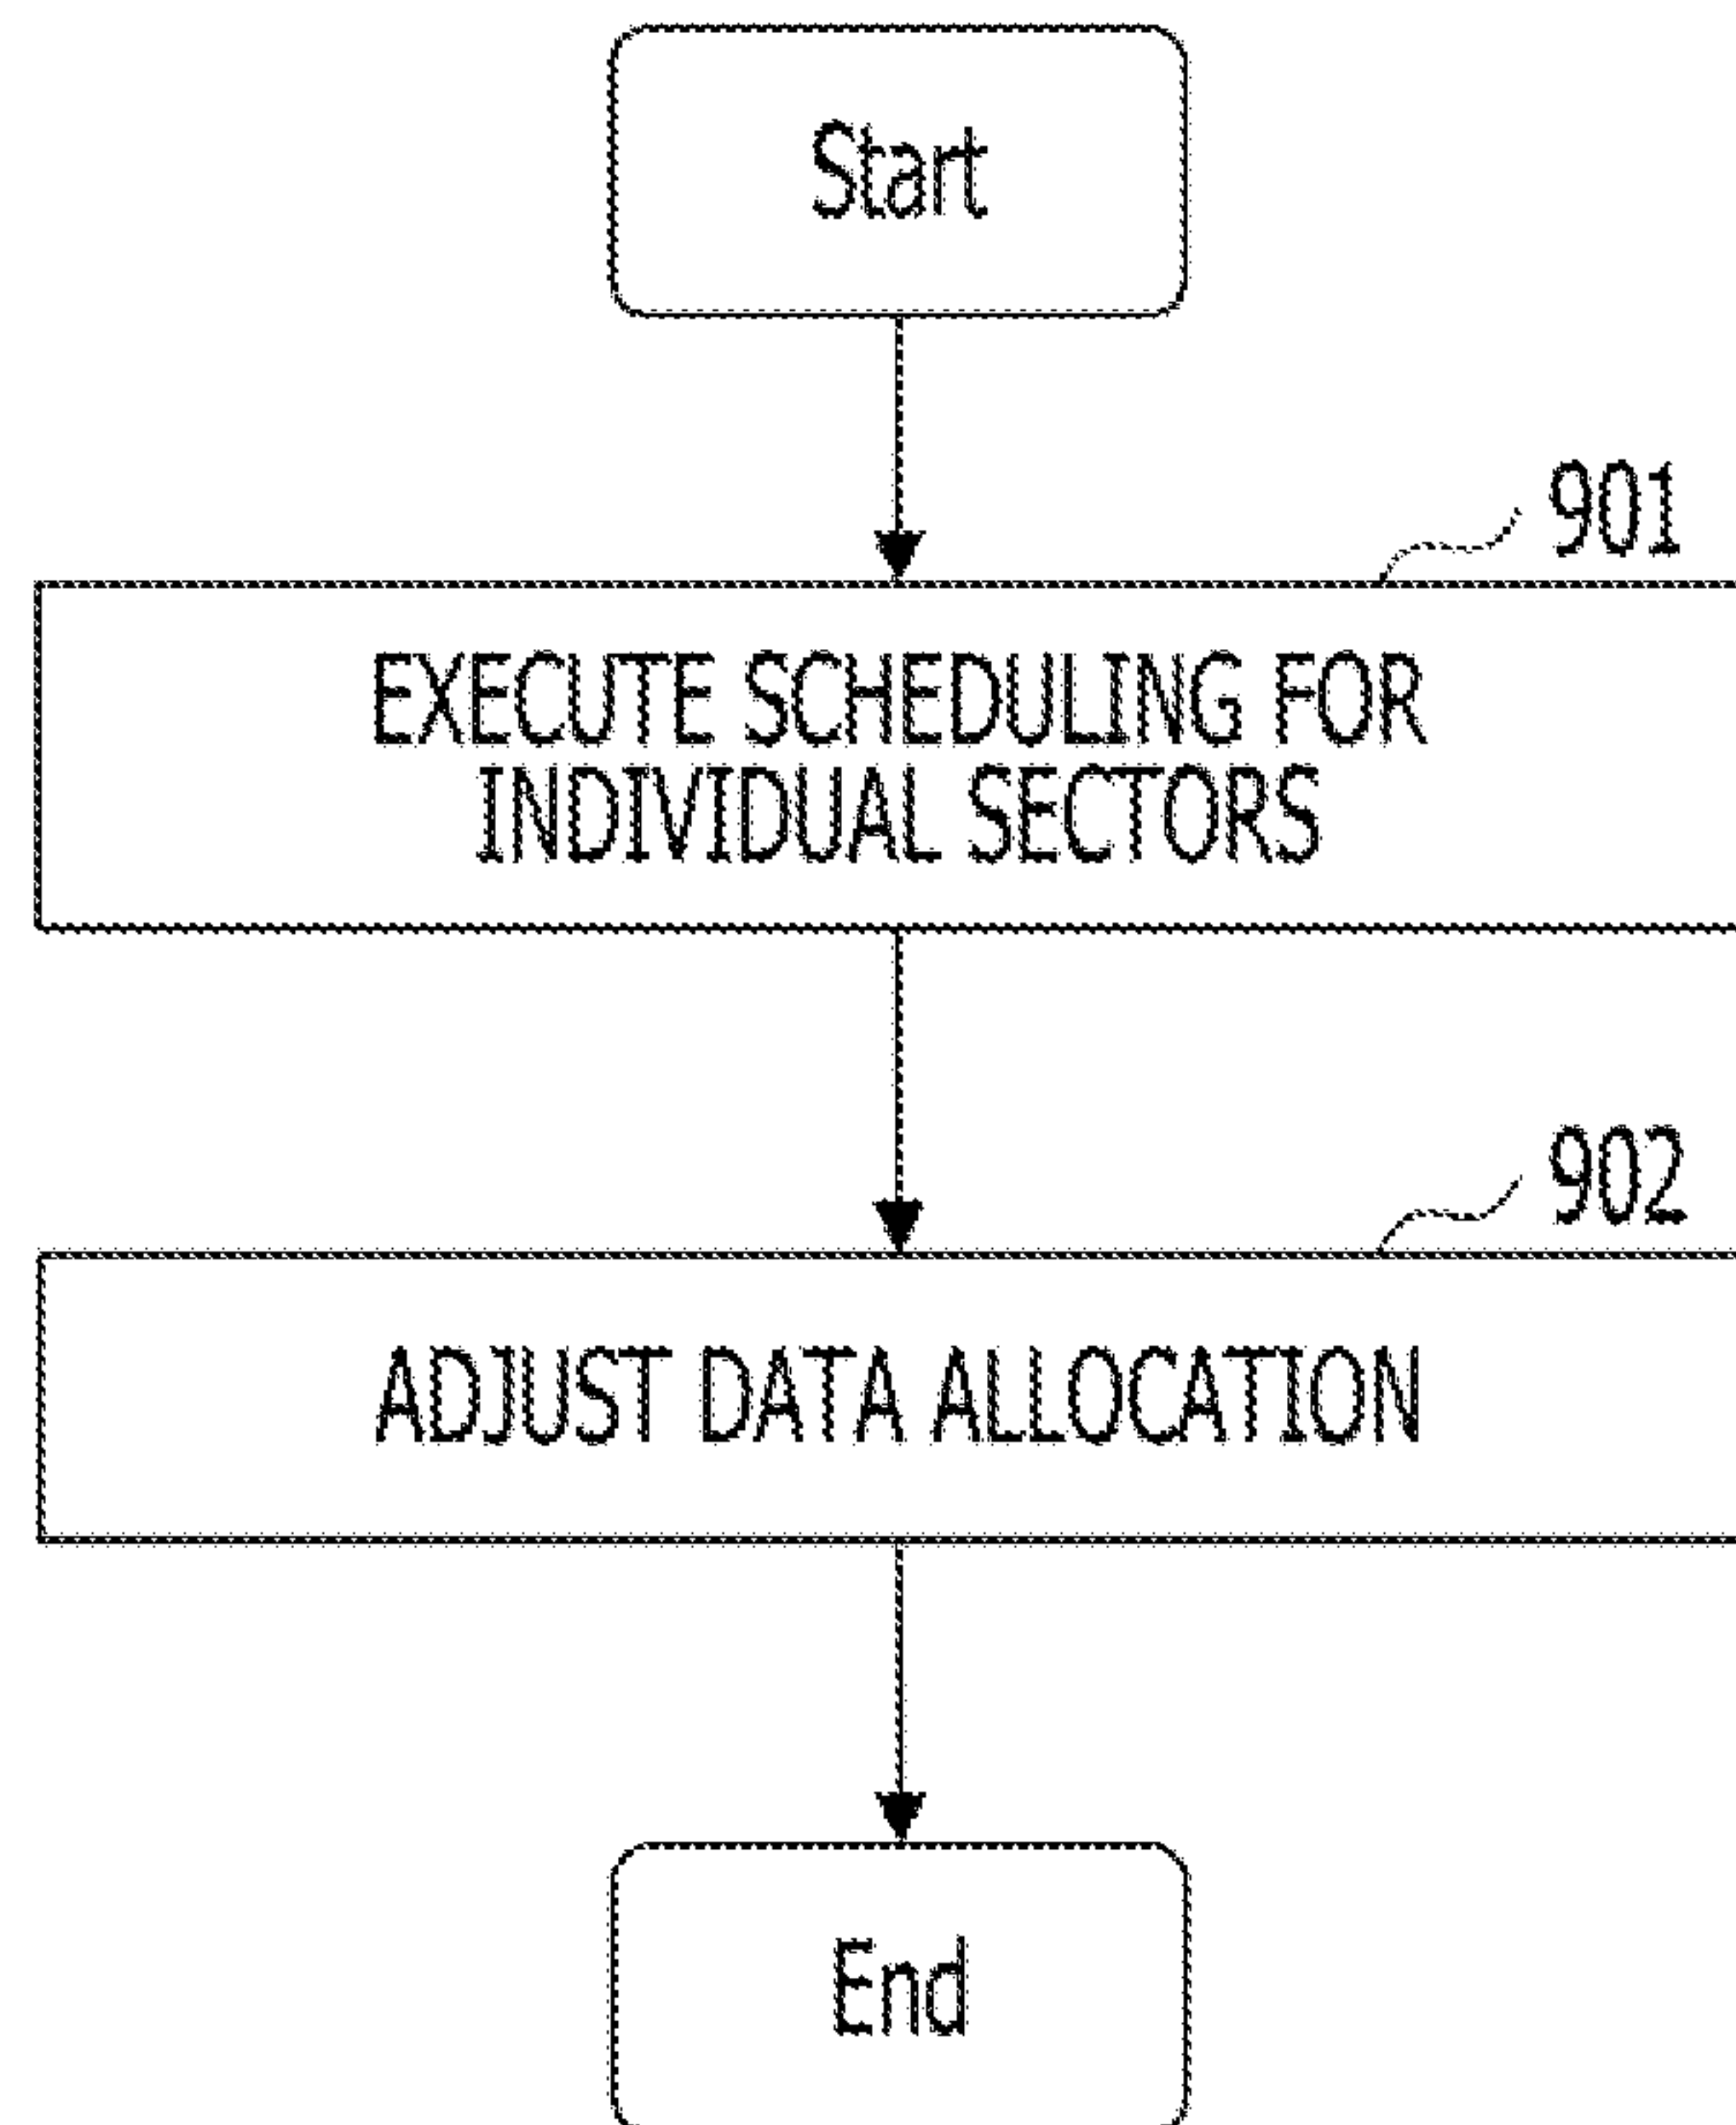 Start
901
EXECUTE SCHEDULING FOR
INDIVIDUAL SECTORS
902
ADJUST DATA ALLOCATION
End